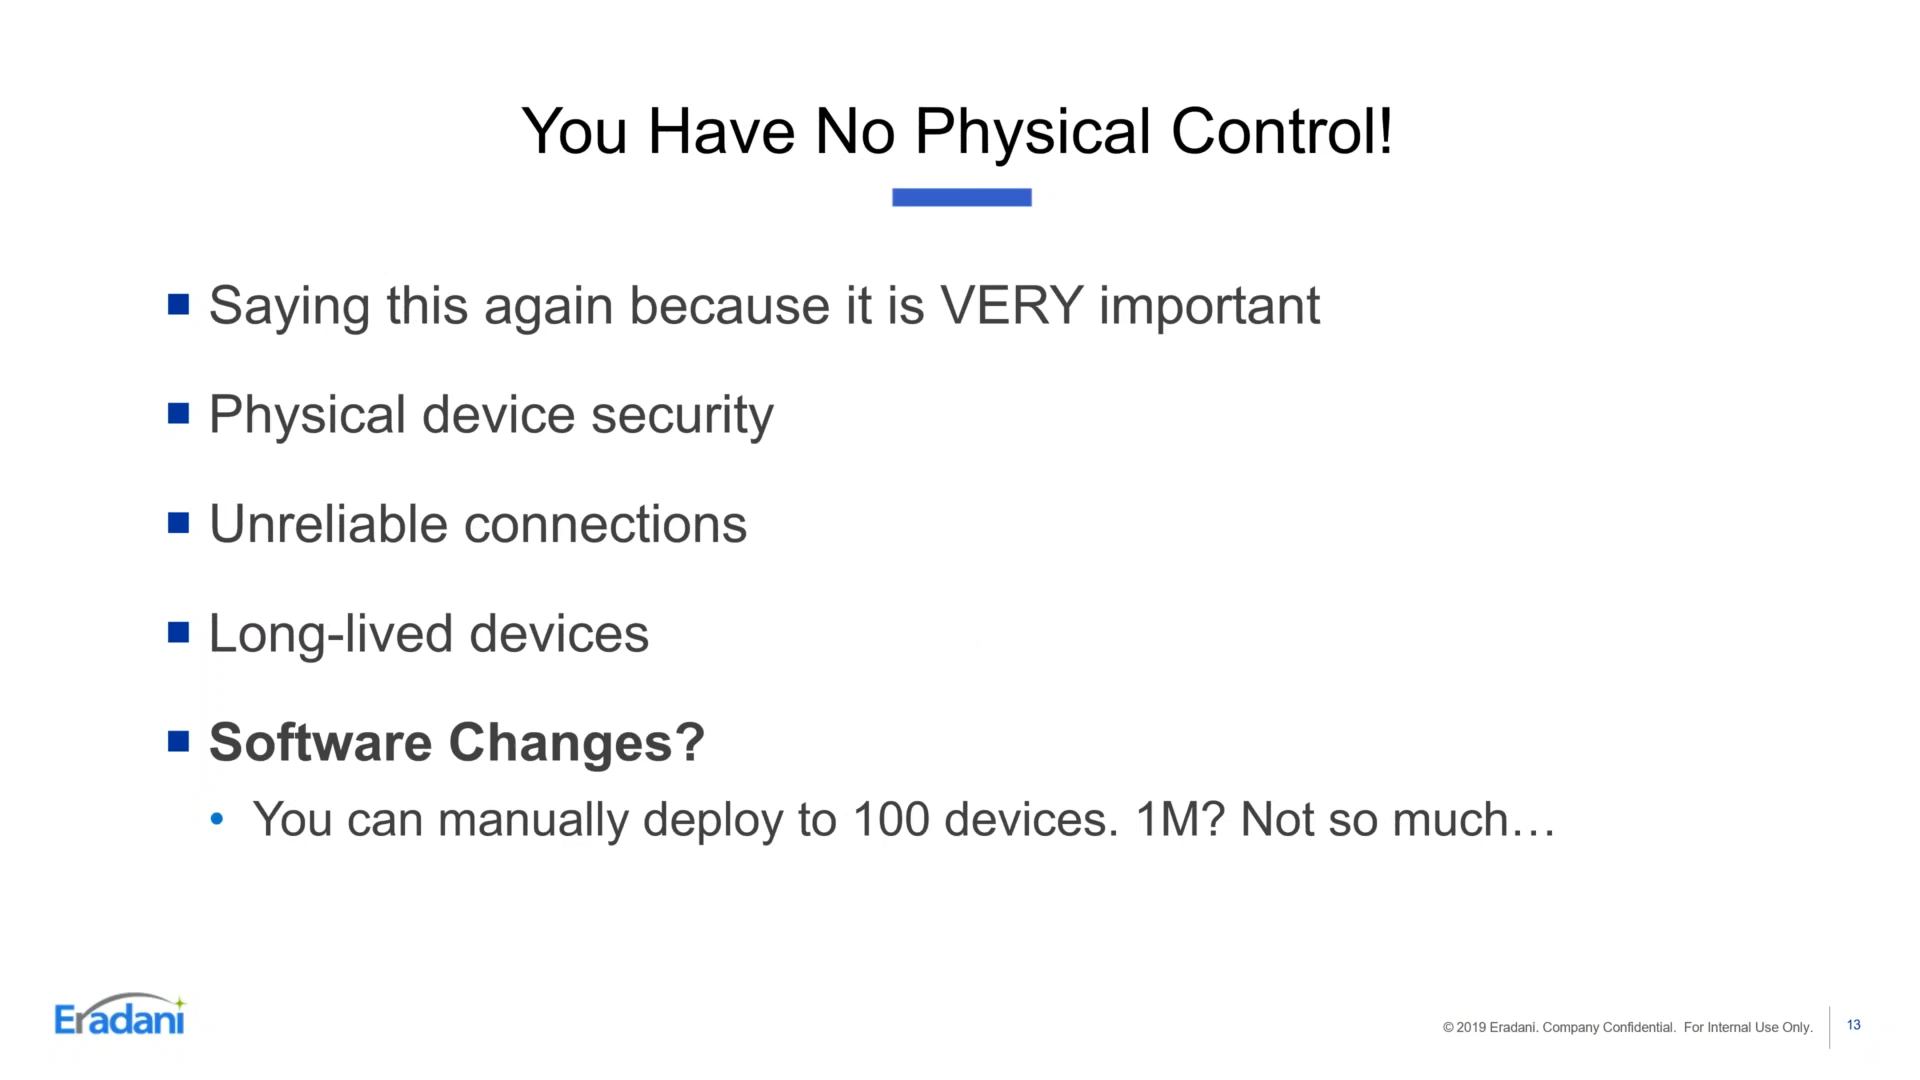 You Have No Physical Control!
Saying this again because it is VERY important
Physical device security
Unreliable connections
Long-lived devices
Software Changes?
You can manually deploy to 100 devices. 1M? Not so much…
Eradani
© 2019 Eradani. Company Confidential. For Internal Use Only.
13